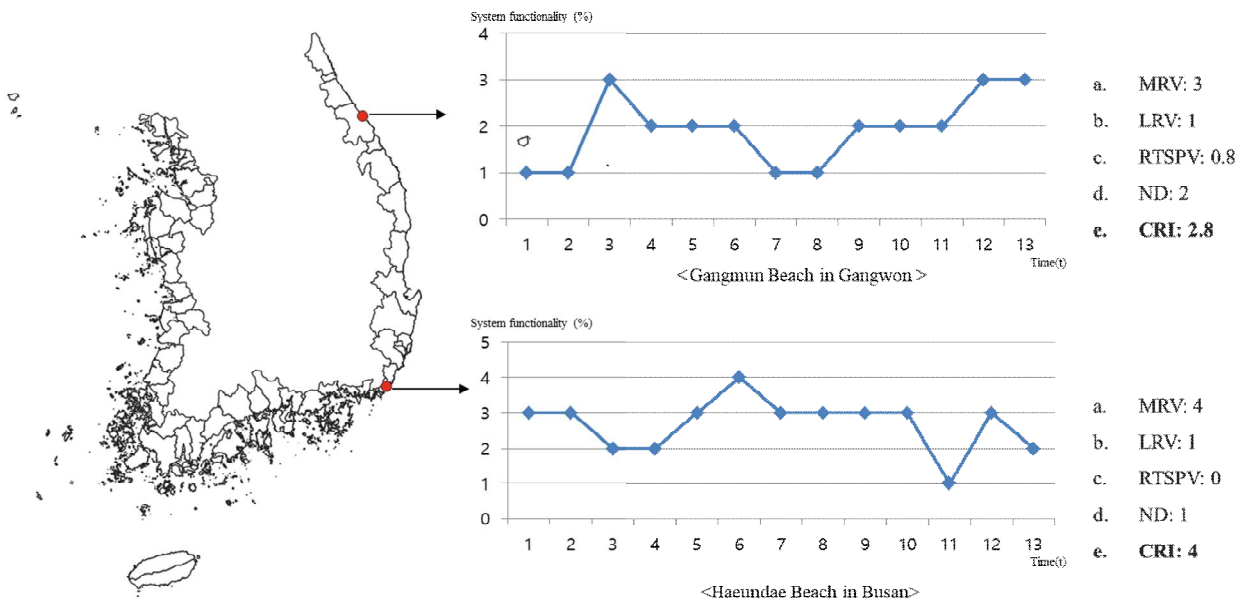 System functionality (%)
4
3
2
1
0
1 2 3 4 5 6 7 8 9 10 11 12 13
Time(t)
<Gangmun Beach in Gangwon >
a. MRV: 3
b. LRV: 1
c. RTSPV: 0.8
d. ND: 2
e. CRI: 2.8
System functionality (%)
5
4
3
2
1
0
1 2 3 4 5 6 7 8 9 10 11 12 13
Time(t)
<Haeundae Beach in Busan>
a. MRV: 4
b. LRV: 1
c. RTSPV: 0
d. ND: 1
e. CRI: 4